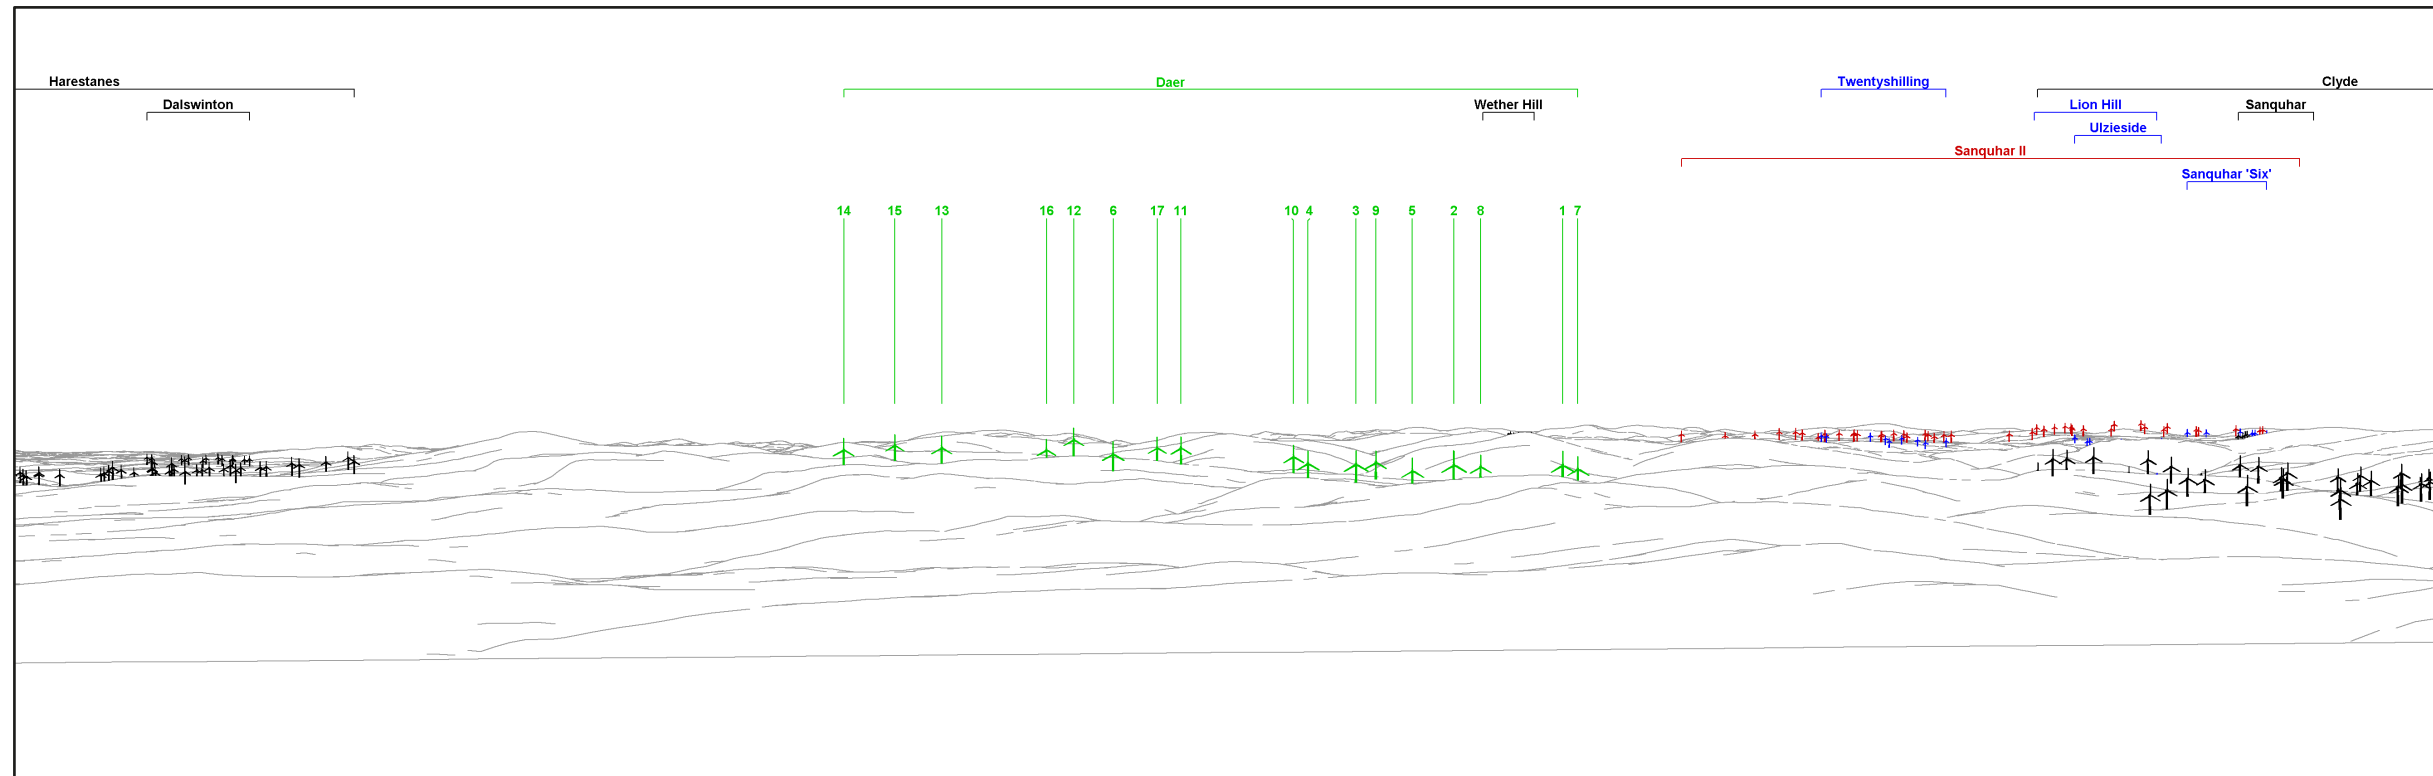 Harestanes Daer Twentyshilling Clyde
Dalswinton Wether Hill Lion Hill Sanquhar
Ulzieside
Sanquhar II
Sanquhar 'Six'
14 15 13 16 12 6 17 11 10 4 3 9 5 2 8 1 7